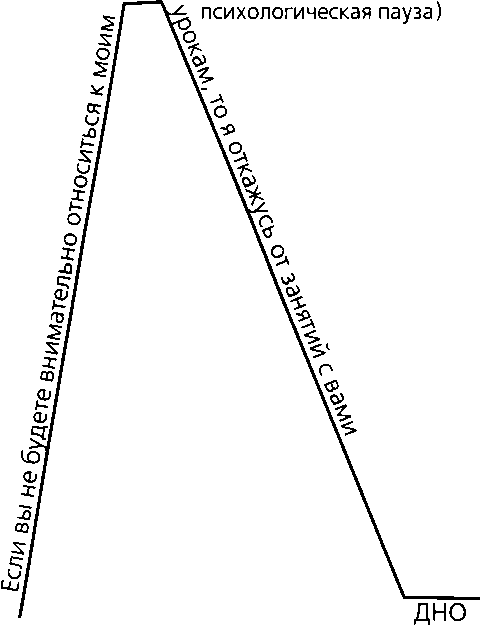 Если вы не будете внимательно относиться к моим
психологическая пауза)
урокам, то я откажусь от занятий с вами
ДНО